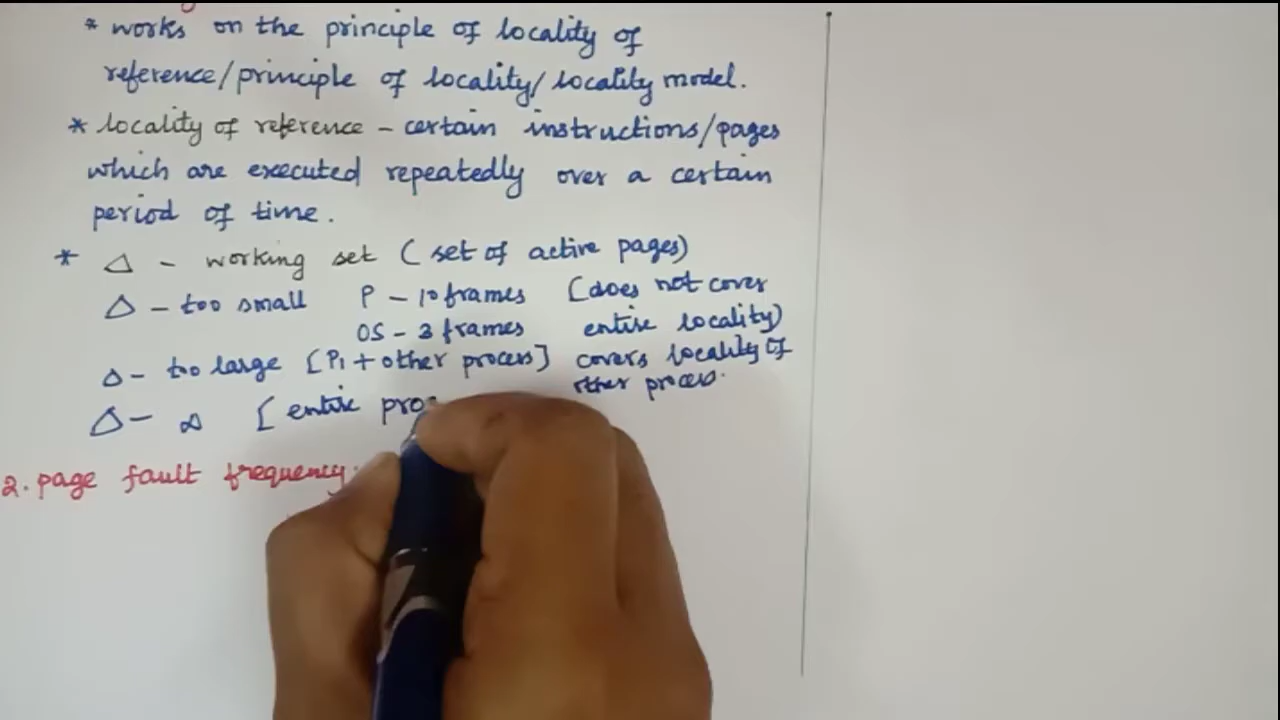 * works on the principle of locality of
reference/principle of locality/locality model.
* locality of reference - certain instructions/pages
which are executed repeatedly over a certain
period of time.
* △ - working set ( set of active pages)
△ - too small P - 10 frames [does not cover
OS - 3 frames entire locality)
△ - too large [P1 + other process] covers locality of
other process.
△ - ∞ [ entire pro
2. page fault frequency.